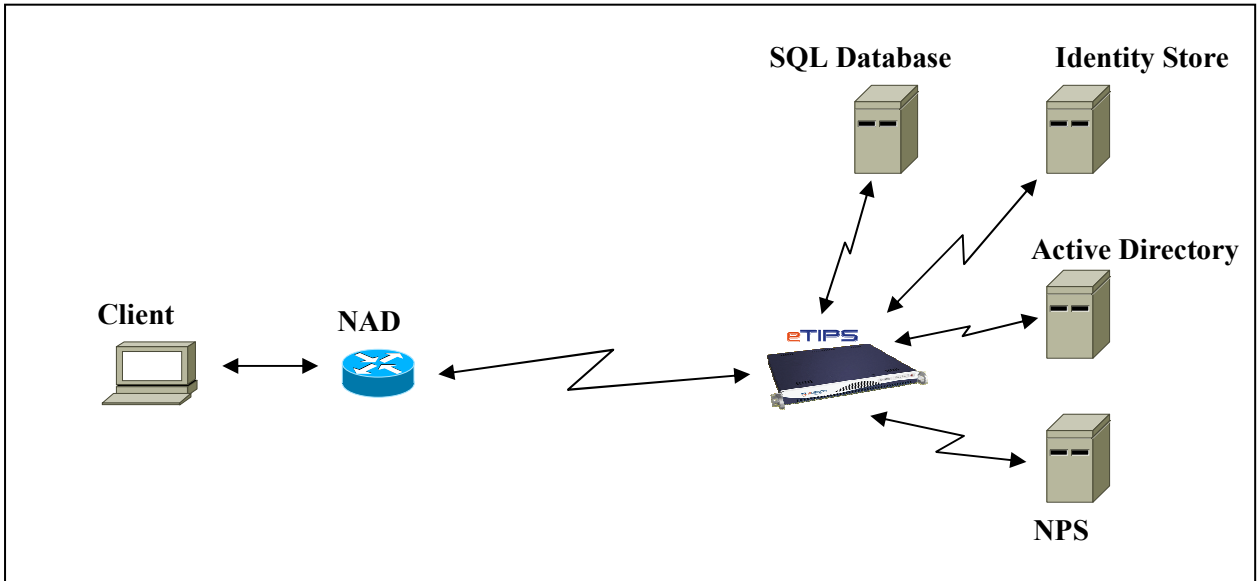 SQL Database
Identity Store
Active Directory
Client
NAD
eTIPS
NPS